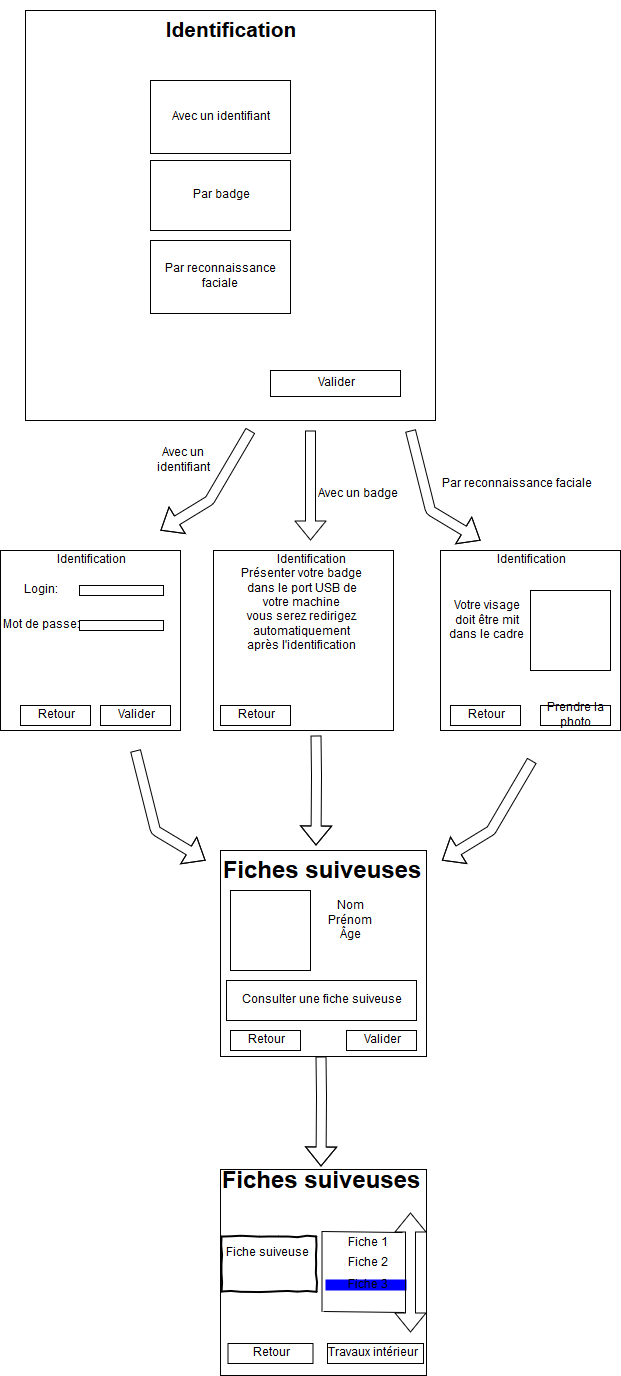 Identification
Avec un identifiant
Par badge
Par reconnaissance
faciale
Valider
Avec un
identifiant
Avec un badge
Par reconnaissance faciale
Identification
Login:
Mot de passe:
Retour
Valider
Identification
Présenter votre badge
dans le port USB de
votre machine
vous serez redirigez
automatiquement
après l'identification
Retour
Identification
Votre visage
doit être mit
dans le cadre
Retour
Prendre la
photo
Fiches suiveuses
Nom
Prénom
Âge
Consulter une fiche suiveuse
Retour
Valider
Fiches suiveuses
Fiche suiveuse
Fiche 1
Fiche 2
Fiche 3
Retour
Travaux intérieur